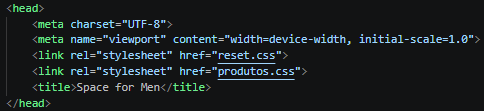 <head>
<meta charset="UTF-8">
<meta name="viewport" content="width=device-width, initial-scale=1.0">
<link rel="stylesheet" href="reset.css">
<link rel="stylesheet" href="produtos.css">
<title>Space for Men</title>
</head>